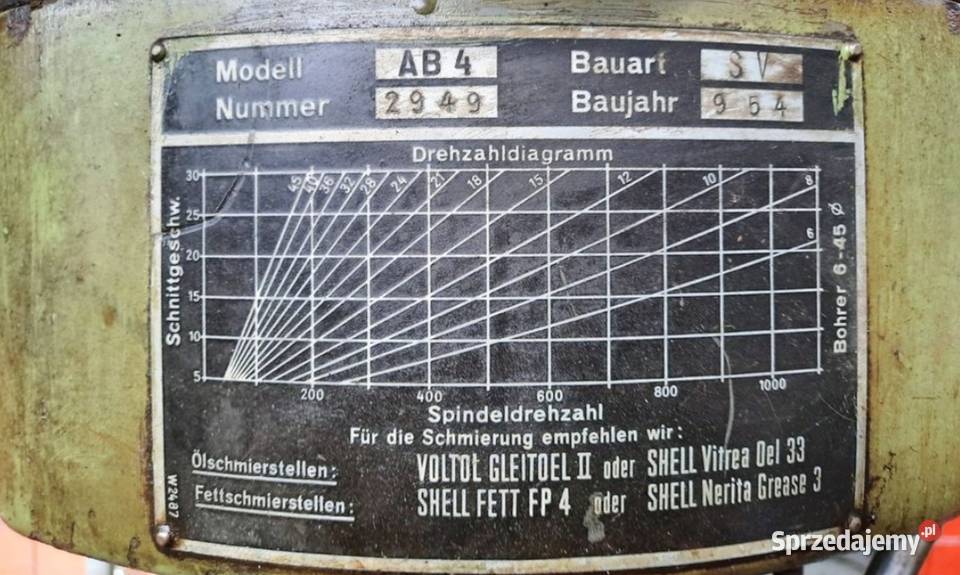 Modell AB 4 Bauart SV
Nummer 2949 Baujahr 954
Drehzahldiagramm
Schnittgeschw.
30
25
20
15
10
5
45 40 36 32 28 24 21 18 15 12 10 8
6
Bohrer 6-45 Ø
200 400 600 800 1000
Spindeldrehzahl
Für die Schmierung empfehlen wir:
Ölschmierstellen: VOLTOL GLEITOEL II oder SHELL Vitrea Oel 33
Fettschmierstellen: SHELL FETT FP 4 oder SHELL Nerita Grease 3
W2487
Sprzedajemy.pl